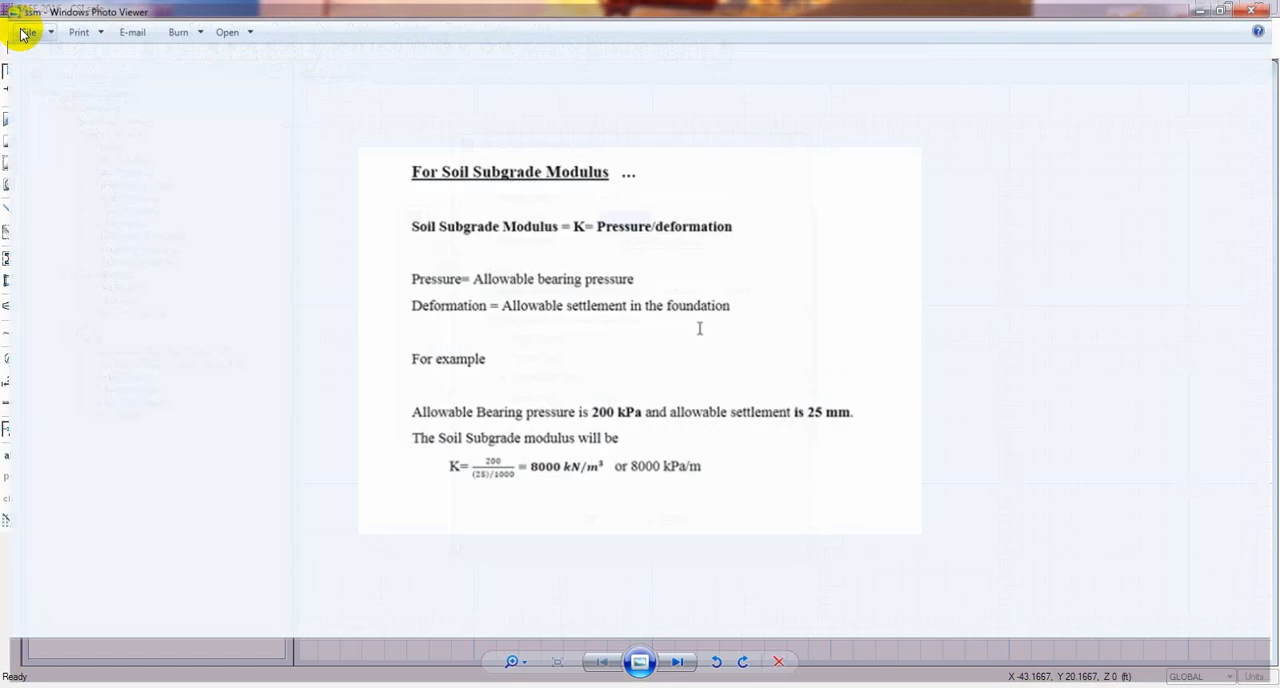 ssm - Windows Photo Viewer
Print E-mail Burn Open
For Soil Subgrade Modulus ...
Soil Subgrade Modulus = K= Pressure/deformation
Pressure= Allowable bearing pressure
Deformation = Allowable settlement in the foundation
For example
Allowable Bearing pressure is 200 kPa and allowable settlement is 25 mm.
The Soil Subgrade modulus will be
K= 200/(25)/1000 = 8000 kN/m³ or 8000 kPa/m
Ready X -43.1667, Y 20.1667, Z 0 (ft) GLOBAL Units